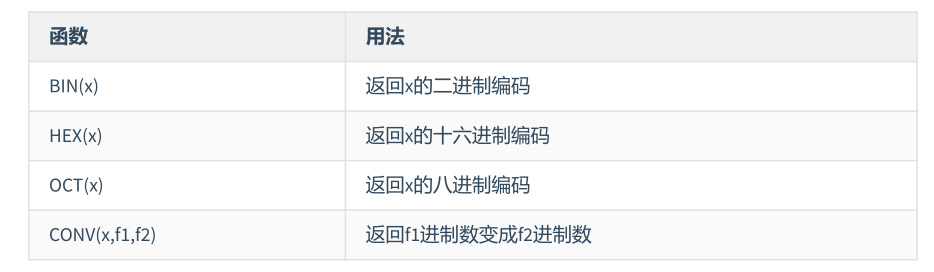 函数 用法
BIN(x) 返回x的二进制编码
HEX(x) 返回x的十六进制编码
OCT(x) 返回x的八进制编码
CONV(x,f1,f2) 返回f1进制数变成f2进制数